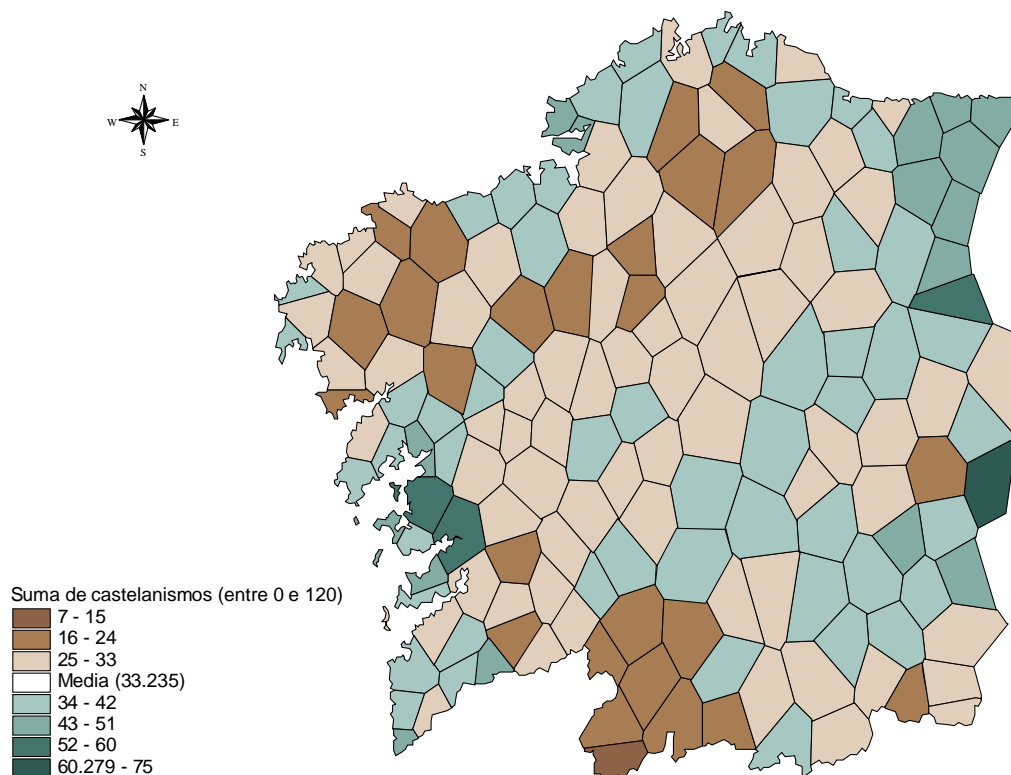 N
W E
S
Suma de castelanismos (entre 0 e 120)
7 - 15
16 - 24
25 - 33
Media (33.235)
34 - 42
43 - 51
52 - 60
60.279 - 75